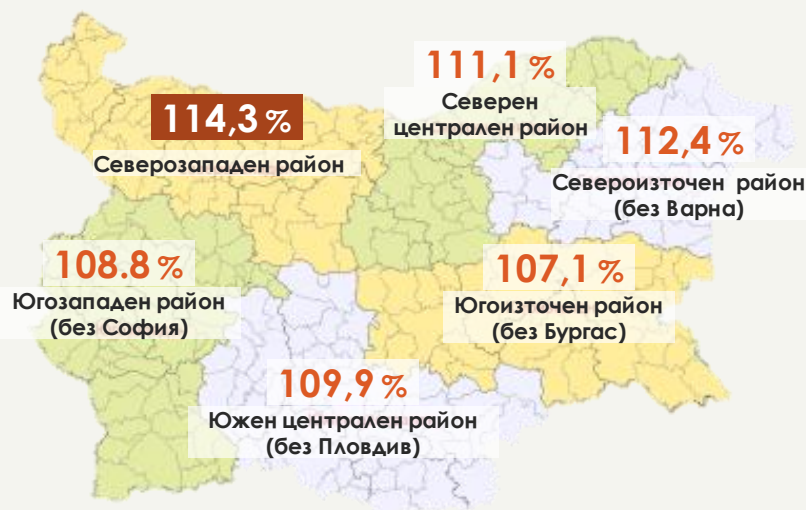 111,1 %
Северен
централен район
114,3 %
Северозападен район
112,4 %
Североизточен район
(без Варна)
108.8 %
Югозападен район
(без София)
107,1 %
Югоизточен район
(без Бургас)
109,9 %
Южен централен район
(без Пловдив)